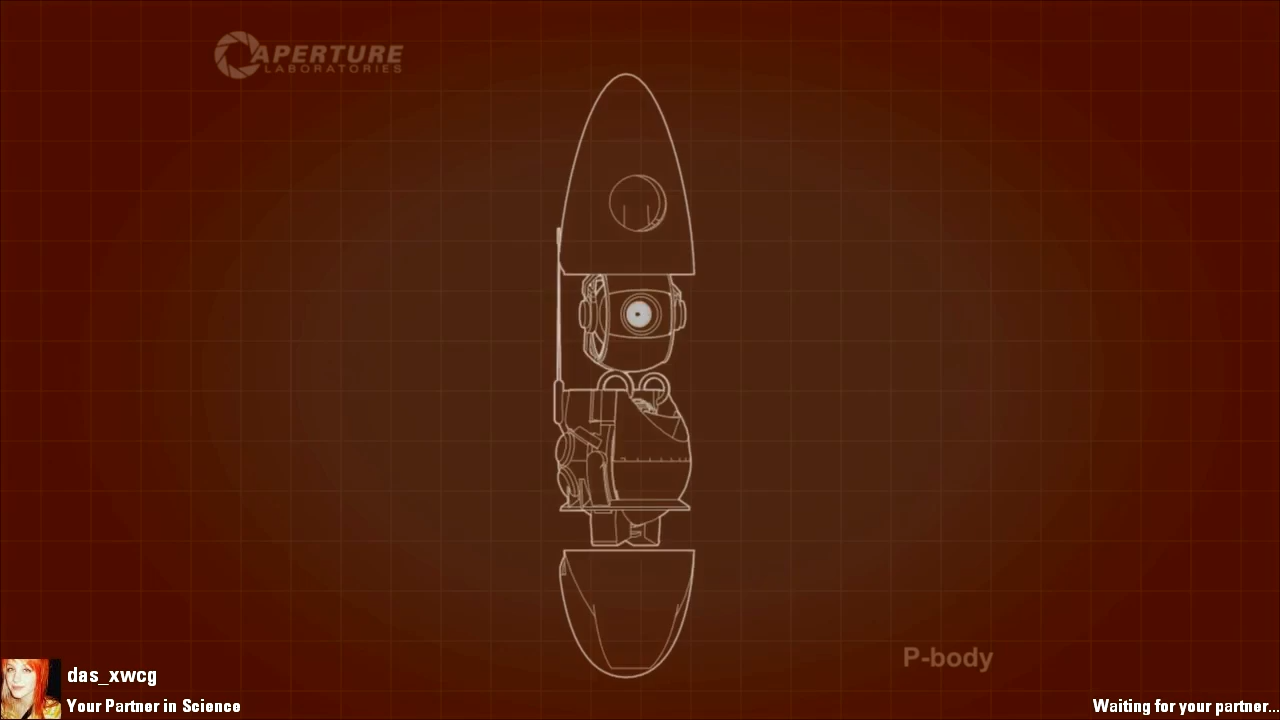 APERTURE
LABORATORIES
P-body
das_xwcg
Your Partner in Science
Waiting for your partner...